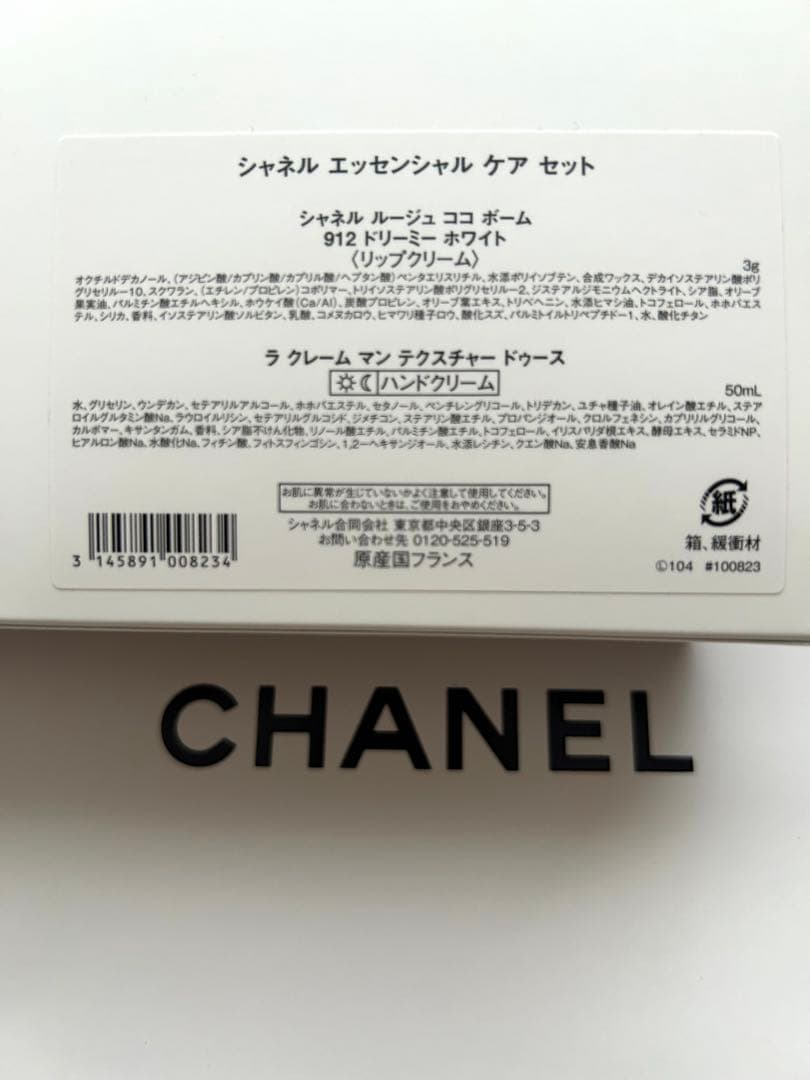 シャネル エッセンシャル ケア セット
シャネル ルージュ ココ ボーム
912 ドリーミー ホワイト
〈リップクリーム〉
3g
オクチルドデカノール、(アジピン酸/カプリン酸/カプリル酸/ヘプタン酸)ペンタエリスリチル、水添ポリイソブテン、合成ワックス、デカイソステアリン酸ポリ
グリセリル-10、スクワラン、(エチレン/プロピレン)コポリマー、トリイソステアリン酸ポリグリセリル-2、ジステアルジモニウムヘクトライト、シア脂、オリーブ
果実油、パルミチン酸エチルヘキシル、ホウケイ酸(Ca/Al)、炭酸プロピレン、オリーブ葉エキス、トリベヘニン、水添ヒマシ油、トコフェロール、ホホバエス
テル、シリカ、香料、イソステアリン酸ソルビタン、乳酸、コメヌカロウ、ヒマワリ種子ロウ、酸化スズ、パルミトイルトリペプチド-1、水、酸化チタン
ラ クレーム マン テクスチャー ドゥース
ハンドクリーム
50mL
水、グリセリン、ウンデカン、セテアリルアルコール、ホホバエステル、セタノール、ペンチレングリコール、トリデカン、ユチャ種子油、オレイン酸エチル、ステア
ロイルグルタミン酸Na、ラウロイルリシン、セテアリルグルコシド、ジメチコン、ステアリン酸エチル、プロパンジオール、クロルフェネシン、カプリリルグリコール、
カルボマー、キサンタンガム、香料、シア脂不けん化物、リノール酸エチル、パルミチン酸エチル、トコフェロール、イリスパリダ根エキス、酵母エキス、セラミドNP、
ヒアルロン酸Na、水酸化Na、フィチン酸、フィトスフィンゴシン、1,2-ヘキサンジオール、水添レシチン、クエン酸Na、安息香酸Na
お肌に異常が生じていないかよく注意して使用してください。
お肌に合わないときは、ご使用をおやめください。
シャネル合同会社 東京都中央区銀座3-5-3
お問い合わせ先 0120-525-519
原産国フランス
3 145891 008234
紙
箱、緩衝材
Ⓛ104 #100823
CHANEL